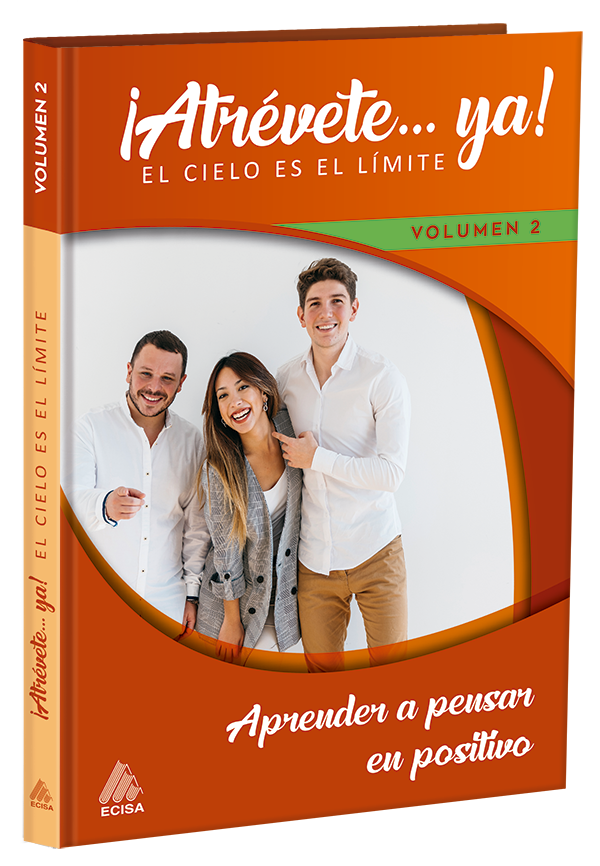 VOLUMEN 2
¡Atrévete... ya! EL CIELO ES EL LÍMITE
ECISA
¡Atrévete... ya!
EL CIELO ES EL LÍMITE
VOLUMEN 2
Aprender a pensar
en positivo
ECISA